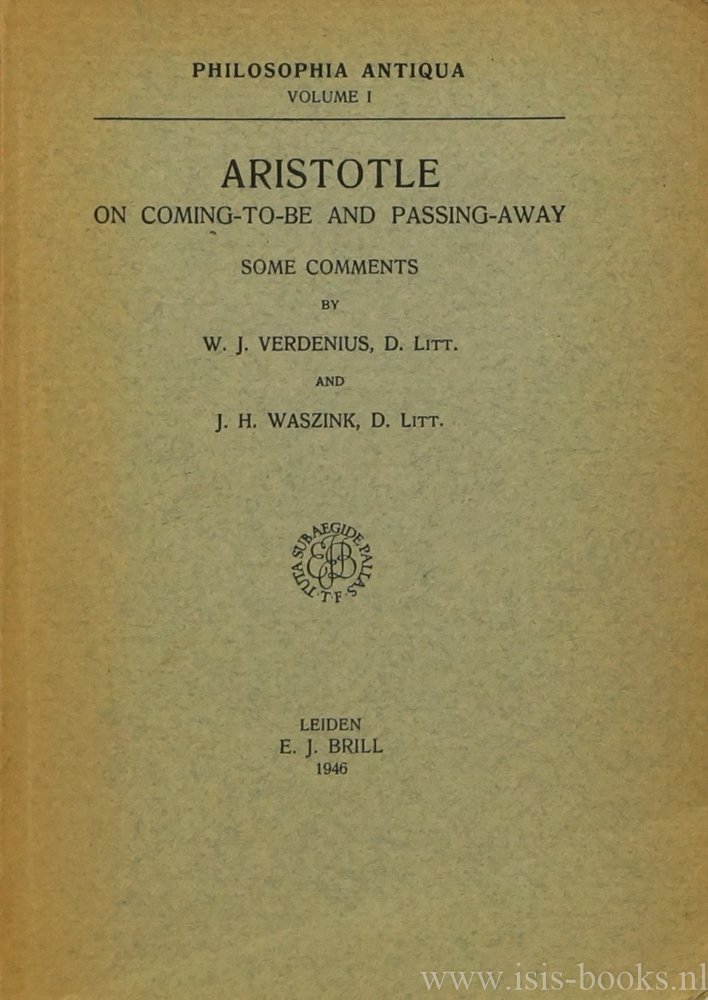 PHILOSOPHIA ANTIQUA
VOLUME I
ARISTOTLE
ON COMING-TO-BE AND PASSING-AWAY
SOME COMMENTS
BY
W. J. VERDENIUS, D. LITT.
AND
J. H. WASZINK, D. LITT.
TUTA SUB AEGIDE PALLAS
EJB
· T · F ·
LEIDEN
E. J. BRILL
1946
www.isis-books.nl